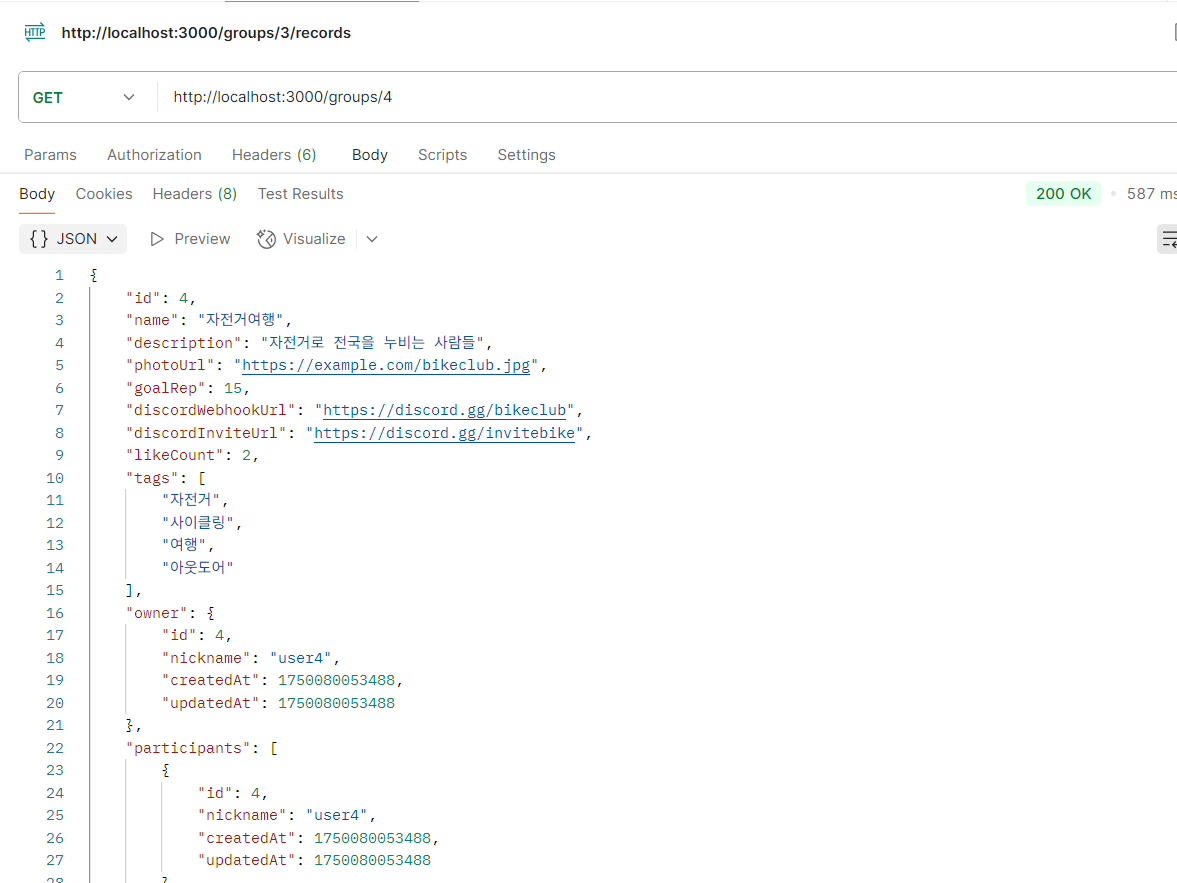 HTTP http://localhost:3000/groups/3/records
GET http://localhost:3000/groups/4
Params Authorization Headers (6) Body Scripts Settings
Body Cookies Headers (8) Test Results 200 OK • 587 ms
{} JSON Preview Visualize
1 {
2 "id": 4,
3 "name": "자전거여행",
4 "description": "자전거로 전국을 누비는 사람들",
5 "photoUrl": "https://example.com/bikeclub.jpg",
6 "goalRep": 15,
7 "discordWebhookUrl": "https://discord.gg/bikeclub",
8 "discordInviteUrl": "https://discord.gg/invitebike",
9 "likeCount": 2,
10 "tags": [
11 "자전거",
12 "사이클링",
13 "여행",
14 "아웃도어"
15 ],
16 "owner": {
17 "id": 4,
18 "nickname": "user4",
19 "createdAt": 1750080053488,
20 "updatedAt": 1750080053488
21 },
22 "participants": [
23 {
24 "id": 4,
25 "nickname": "user4",
26 "createdAt": 1750080053488,
27 "updatedAt": 1750080053488
28 }